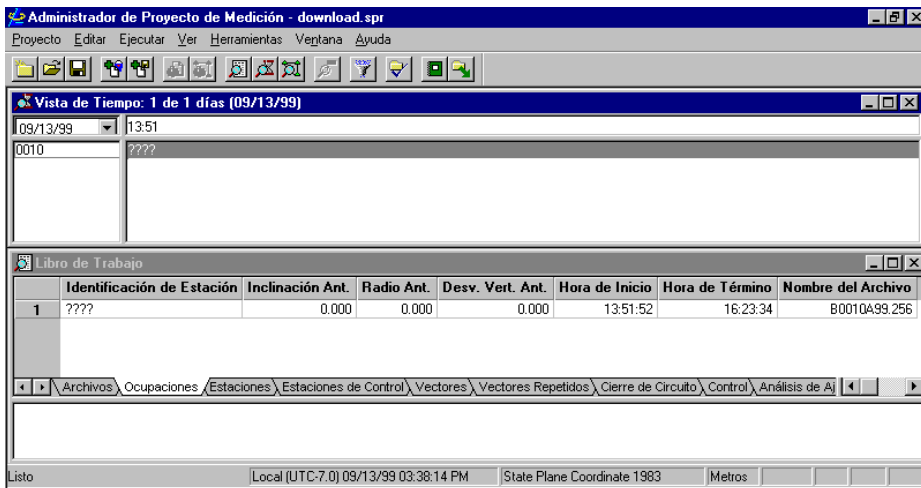 Administrador de Proyecto de Medición - download.spr
Proyecto Editar Ejecutar Ver Herramientas Ventana Ayuda
Vista de Tiempo: 1 de 1 días (09/13/99)
09/13/99 13:51
0010 ????
Libro de Trabajo
Identificación de Estación Inclinación Ant. Radio Ant. Desv. Vert. Ant. Hora de Inicio Hora de Término Nombre del Archivo
1 ???? 0.000 0.000 0.000 13:51:52 16:23:34 B0010A99.256
Archivos Ocupaciones Estaciones Estaciones de Control Vectores Vectores Repetidos Cierre de Circuito Control Análisis de Aj
Listo Local (UTC-7.0) 09/13/99 03:38:14 PM State Plane Coordinate 1983 Metros